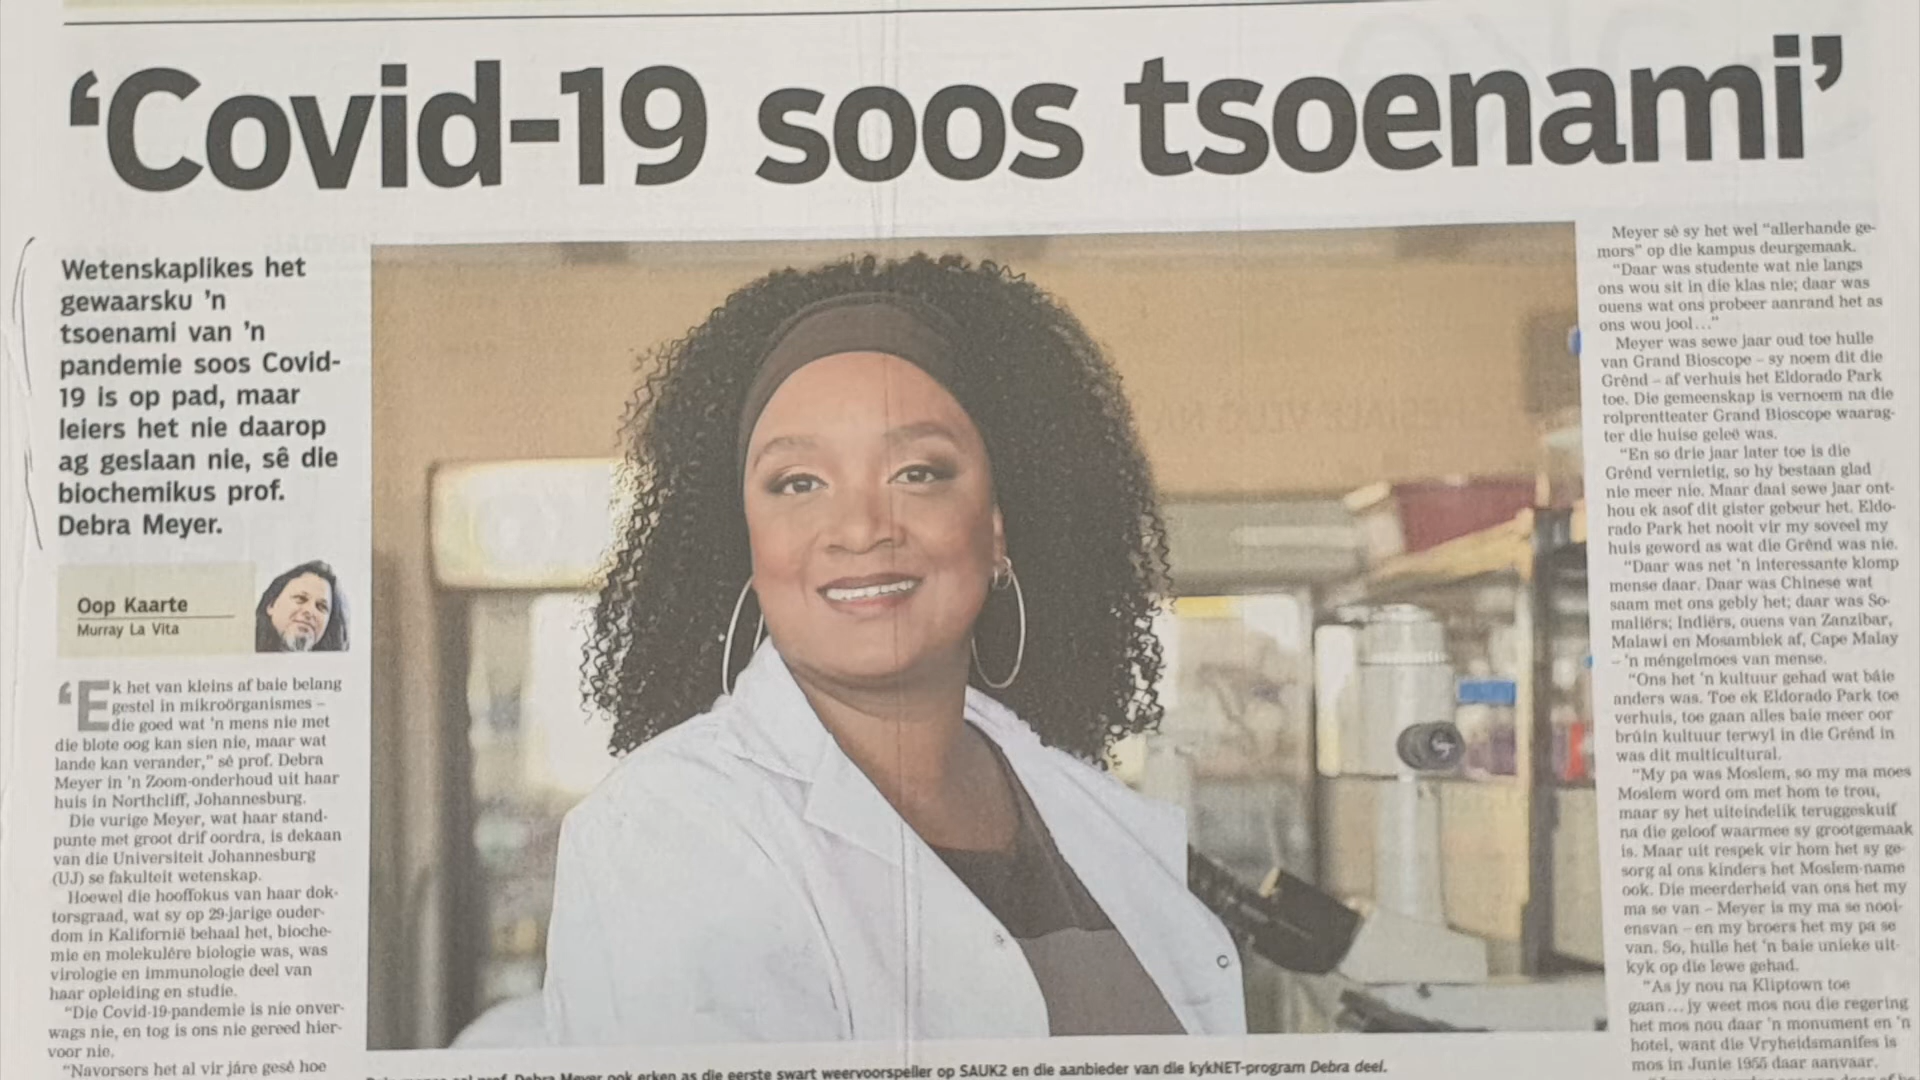 ‘Covid-19 soos tsoenami’
Wetenskaplikes het
gewaarsku 'n
tsoenami van 'n
pandemie soos Covid-
19 is op pad, maar
leiers het nie daarop
ag geslaan nie, sê die
biochemikus prof.
Debra Meyer.
Oop Kaarte
Murray La Vita
‘Ek het van kleins af baie belang
gestel in mikroörganismes –
die goed wat 'n mens nie met
die blote oog kan sien nie, maar wat
lande kan verander,” sê prof. Debra
Meyer in 'n Zoom-onderhoud uit haar
huis in Northcliff, Johannesburg.
Die vurige Meyer, wat haar stand-
punte met groot drif oordra, is dekaan
van die Universiteit Johannesburg
(UJ) se fakulteit wetenskap.
Hoewel die hooffokus van haar dok-
torsgraad, wat sy op 29-jarige ouder-
dom in Kalifornië behaal het, bioche-
mie en molekulêre biologie was, was
virologie en immunologie deel van
haar opleiding en studie.
“Die Covid-19-pandemie is nie onver-
wags nie, en tog is ons nie gereed hier-
voor nie.
“Navorsers het al vir járe gesê hoe
prof. Debra Meyer ook erken as die eerste swart weervoorspeller op SAUK2 en die aanbieder van die kykNET-program Debra deel.
Meyer sê sy het wel “allerhande ge-
mors” op die kampus deurgemaak.
“Daar was studente wat nie langs
ons wou sit in die klas nie; daar was
ouens wat ons probeer aanrand het as
ons wou jool…”
Meyer was sewe jaar oud toe hulle
van Grand Bioscope – sy noem dit die
Grênd – af verhuis het Eldorado Park
toe. Die gemeenskap is vernoem na die
rolprentteater Grand Bioscope waarag-
ter die huise geleë was.
“En so drie jaar later toe is die
Grênd vernietig, so hy bestaan glad
nie meer nie. Maar daai sewe jaar ont-
hou ek asof dit gister gebeur het. Eldo-
rado Park het nooit vir my soveel my
huis geword as wat die Grênd was nie.
“Daar was net 'n interessante klomp
mense daar. Daar was Chinese wat
saam met ons gebly het; daar was So-
maliërs; Indiërs, ouens van Zanzibar,
Malawi en Mosambiek af, Cape Malay
– 'n méngelmoes van mense.
“Ons het 'n kultuur gehad wat báie
anders was. Toe ek Eldorado Park toe
verhuis, toe gaan alles baie meer oor
brúin kultuur terwyl in die Grênd in
was dit multicultural.
“My pa was Moslem, so my ma moes
Moslem word om met hom te trou,
maar sy het uiteindelik teruggeskuif
na die geloof waarmee sy grootgemaak
is. Maar uit respek vir hom het sy ge-
sorg al ons kinders het Moslem-name
ook. Die meerderheid van ons het my
ma se van – Meyer is my ma se nooi-
ensvan – en my broers het my pa se
van. So, hulle het 'n baie unieke uit-
kyk op die lewe gehad.
“As jy nou na Kliptown toe
gaan… jy weet mos nou die regering
het mos nou daar 'n monument en 'n
hotel, want die Vryheidsmanifes is
mos in Junie 1955 daar aanvaar.